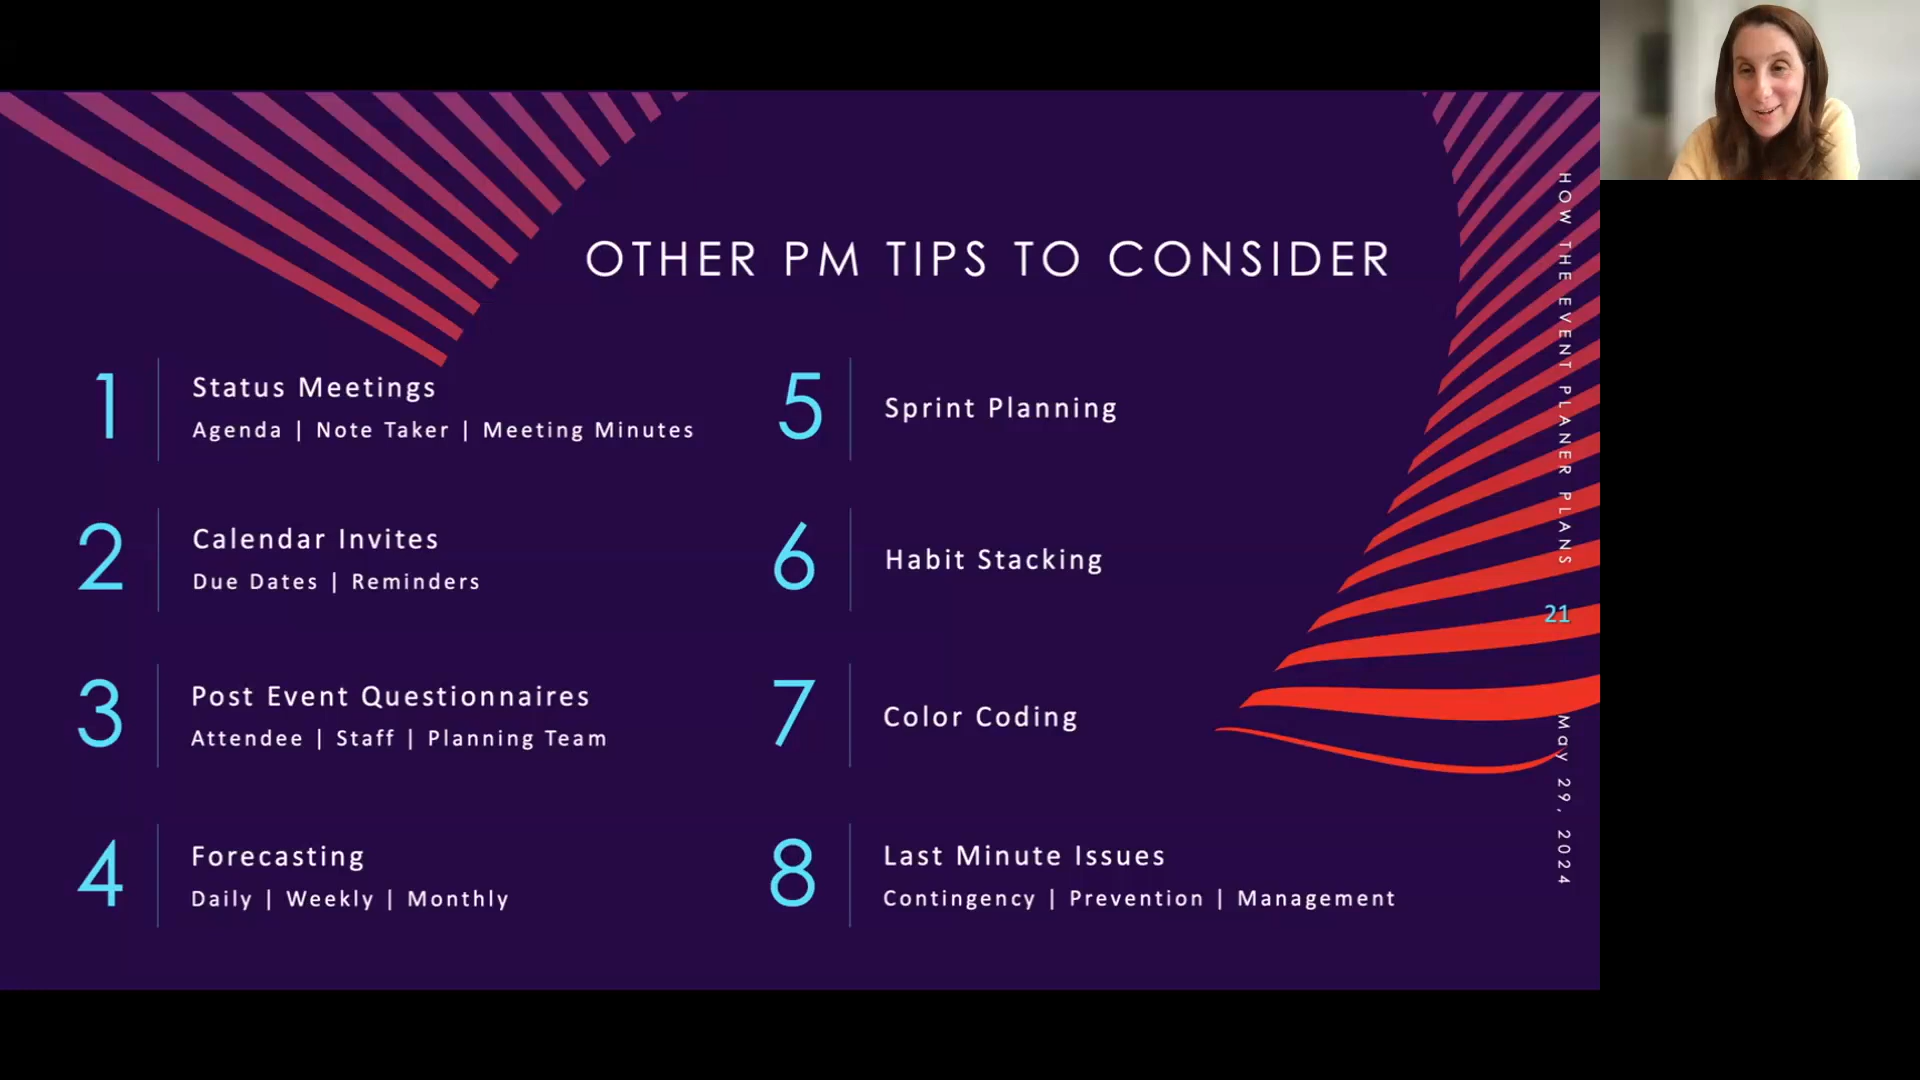 OTHER PM TIPS TO CONSIDER
1
Status Meetings
Agenda | Note Taker | Meeting Minutes
2
Calendar Invites
Due Dates | Reminders
3
Post Event Questionnaires
Attendee | Staff | Planning Team
4
Forecasting
Daily | Weekly | Monthly
5
Sprint Planning
6
Habit Stacking
7
Color Coding
8
Last Minute Issues
Contingency | Prevention | Management
HOW THE EVENT PLANER PLANS
21
May 29, 2024